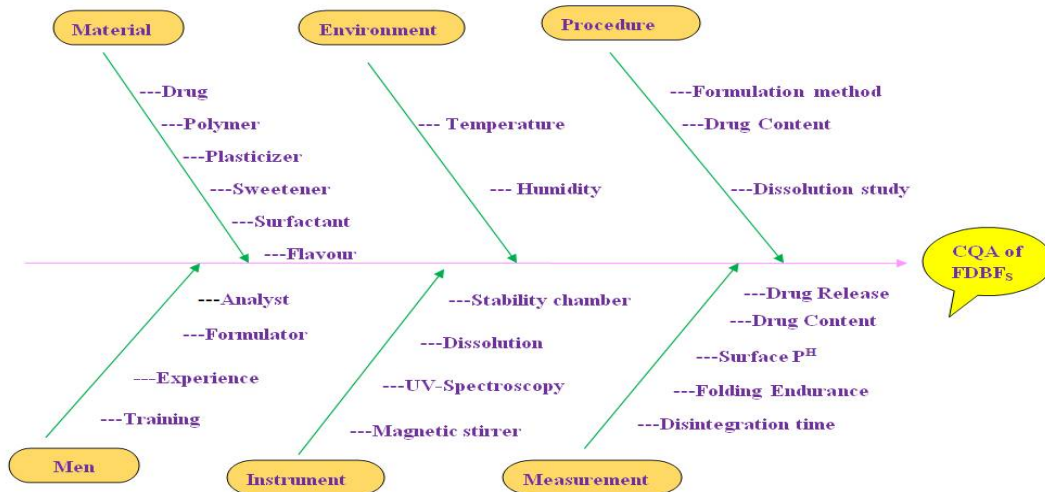 Material
Environment
Procedure
---Drug
---Polymer
---Plasticizer
---Sweetener
---Surfactant
---Flavour
--- Temperature
--- Humidity
---Formulation method
---Drug Content
---Dissolution study
CQA of
FDBFs
---Analyst
---Formulator
---Experience
---Training
---Stability chamber
---Dissolution
---UV-Spectroscopy
---Magnetic stirrer
---Drug Release
---Drug Content
---Surface P^H
---Folding Endurance
---Disintegration time
Men
Instrument
Measurement